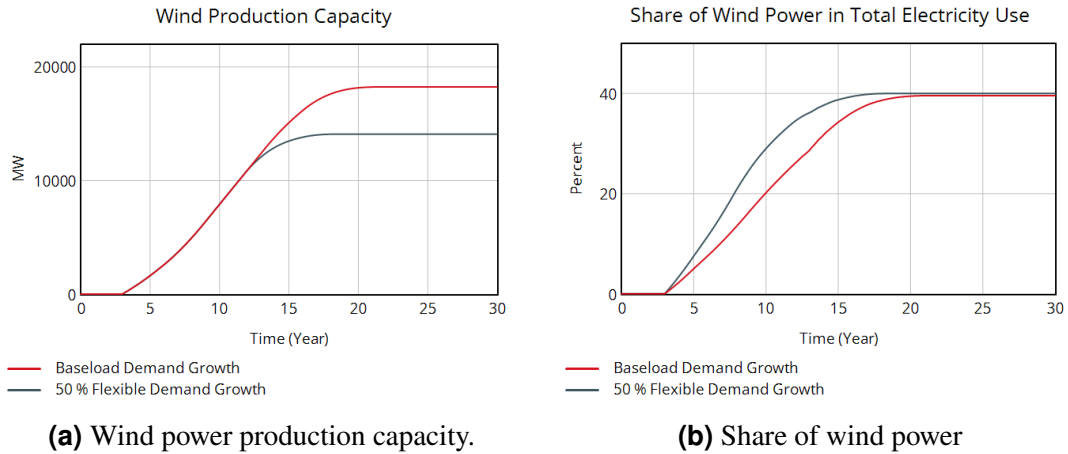 Wind Production Capacity
20000
10000
0
MW
0 5 10 15 20 25 30
Time (Year)
Baseload Demand Growth
50 % Flexible Demand Growth
(a) Wind power production capacity.
Share of Wind Power in Total Electricity Use
40
20
0
Percent
0 5 10 15 20 25 30
Time (Year)
Baseload Demand Growth
50 % Flexible Demand Growth
(b) Share of wind power